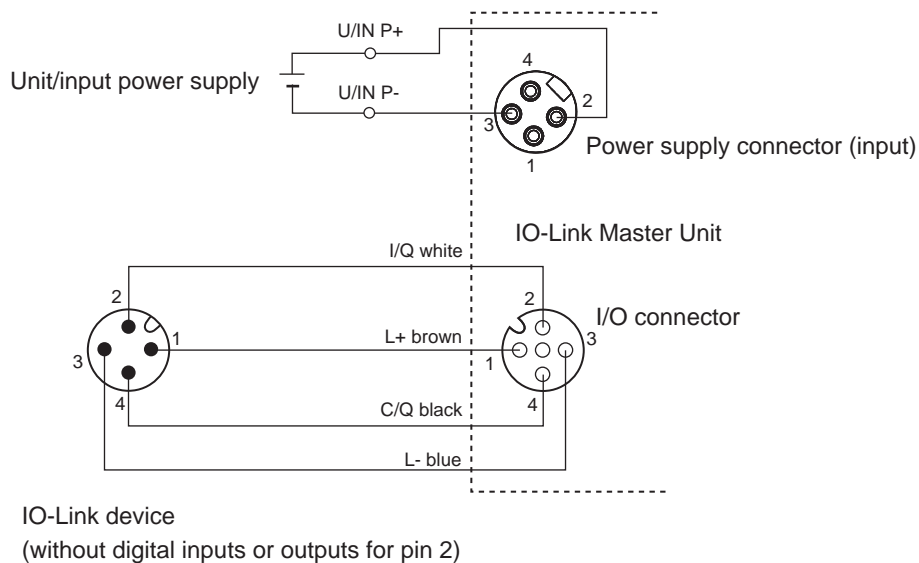 U/IN P+
Unit/input power supply
U/IN P-
4
2
3
1
Power supply connector (input)
IO-Link Master Unit
I/Q white
2
2
I/O connector
1
3
L+ brown
3
1
4
4
C/Q black
L- blue
IO-Link device
(without digital inputs or outputs for pin 2)